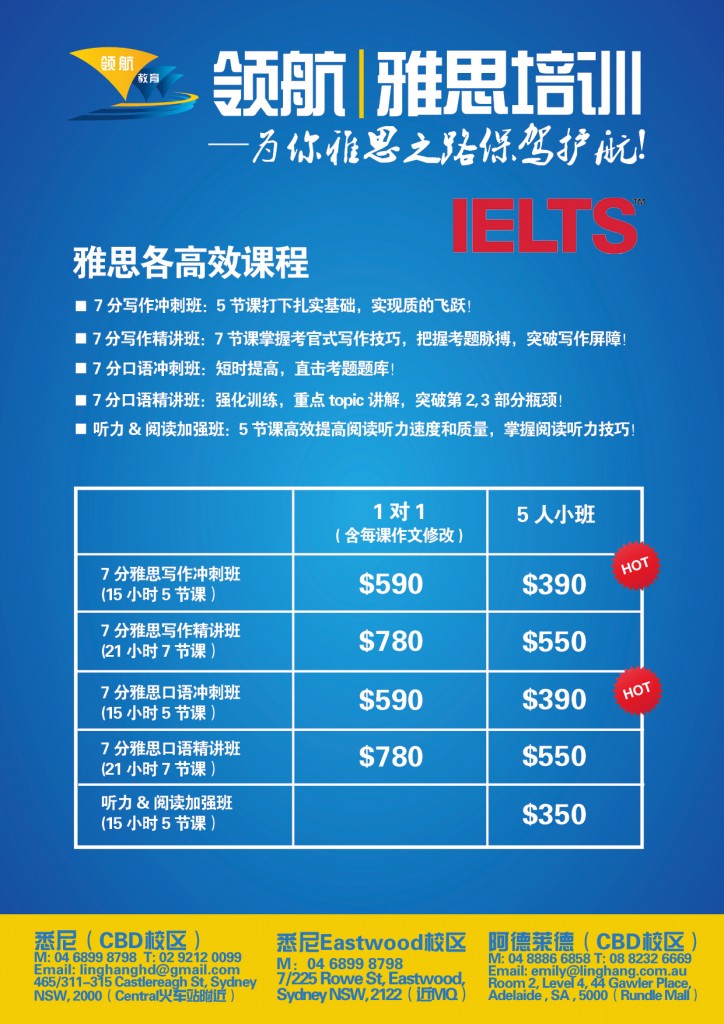 领航
教育
领航|雅思培训
—为你雅思之路保驾护航!
IELTS™
雅思各高效课程
■ 7 分写作冲刺班：5 节课打下扎实基础，实现质的飞跃！
■ 7 分写作精讲班：7 节课掌握考官式写作技巧，把握考题脉搏，突破写作屏障！
■ 7 分口语冲刺班：短时提高，直击考题题库！
■ 7 分口语精讲班：强化训练，重点 topic 讲解，突破第 2,3 部分瓶颈！
■ 听力 & 阅读加强班：5 节课高效提高阅读听力速度和质量，掌握阅读听力技巧！
1 对 1
（含每课作文修改）
5 人小班
7 分雅思写作冲刺班
(15 小时 5 节课）
$590
$390
HOT
7 分雅思写作精讲班
(21 小时 7 节课）
$780
$550
7 分雅思口语冲刺班
(15 小时 5 节课）
$590
$390
HOT
7 分雅思口语精讲班
(21 小时 7 节课）
$780
$550
听力 & 阅读加强班
(15 小时 5 节课）
$350
悉尼（CBD校区）
M: 04 6899 8798 T: 02 9212 0099
Email: linghanghd@gmail.com
465/311-315 Castlereagh St, Sydney
NSW, 2000（Central火车站附近）
悉尼Eastwood校区
M： 04 6899 8798
7/225 Rowe St, Eastwood,
Sydney NSW, 2122（近MQ）
阿德莱德（CBD校区）
M: 04 8886 6858 T: 08 8232 6669
Email: emily@linghang.com.au
Room 2, Level 4, 44 Gawler Place,
Adelaide , SA , 5000（Rundle Mall）